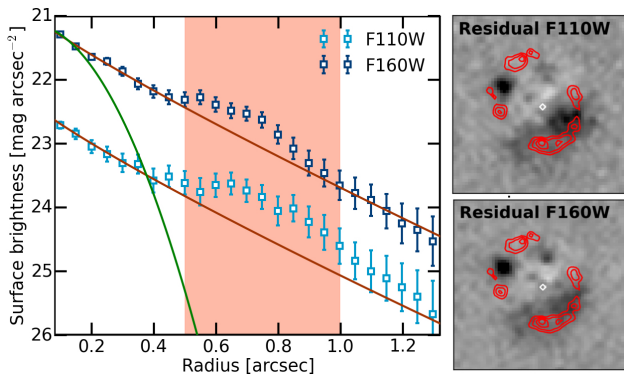 21
22
23
24
25
26
Surface brightness [mag arcsec⁻²]
0.2 0.4 0.6 0.8 1.0 1.2
Radius [arcsec]
F110W
F160W
Residual F110W
Residual F160W